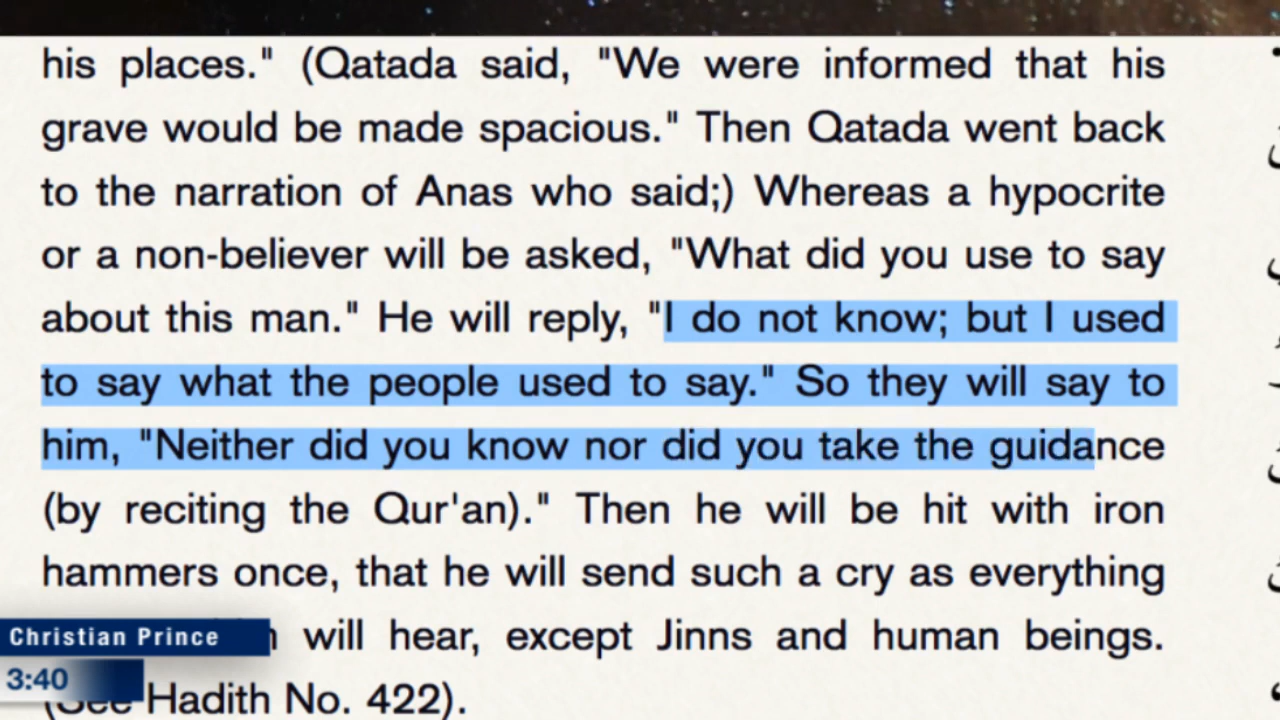 his places." (Qatada said, "We were informed that his
grave would be made spacious." Then Qatada went back
to the narration of Anas who said;) Whereas a hypocrite
or a non-believer will be asked, "What did you use to say
about this man." He will reply, "I do not know; but I used
to say what the people used to say." So they will say to
him, "Neither did you know nor did you take the guidance
(by reciting the Qur'an)." Then he will be hit with iron
hammers once, that he will send such a cry as everything
will hear, except Jinns and human beings.
(See Hadith No. 422).
Christian Prince
3:40